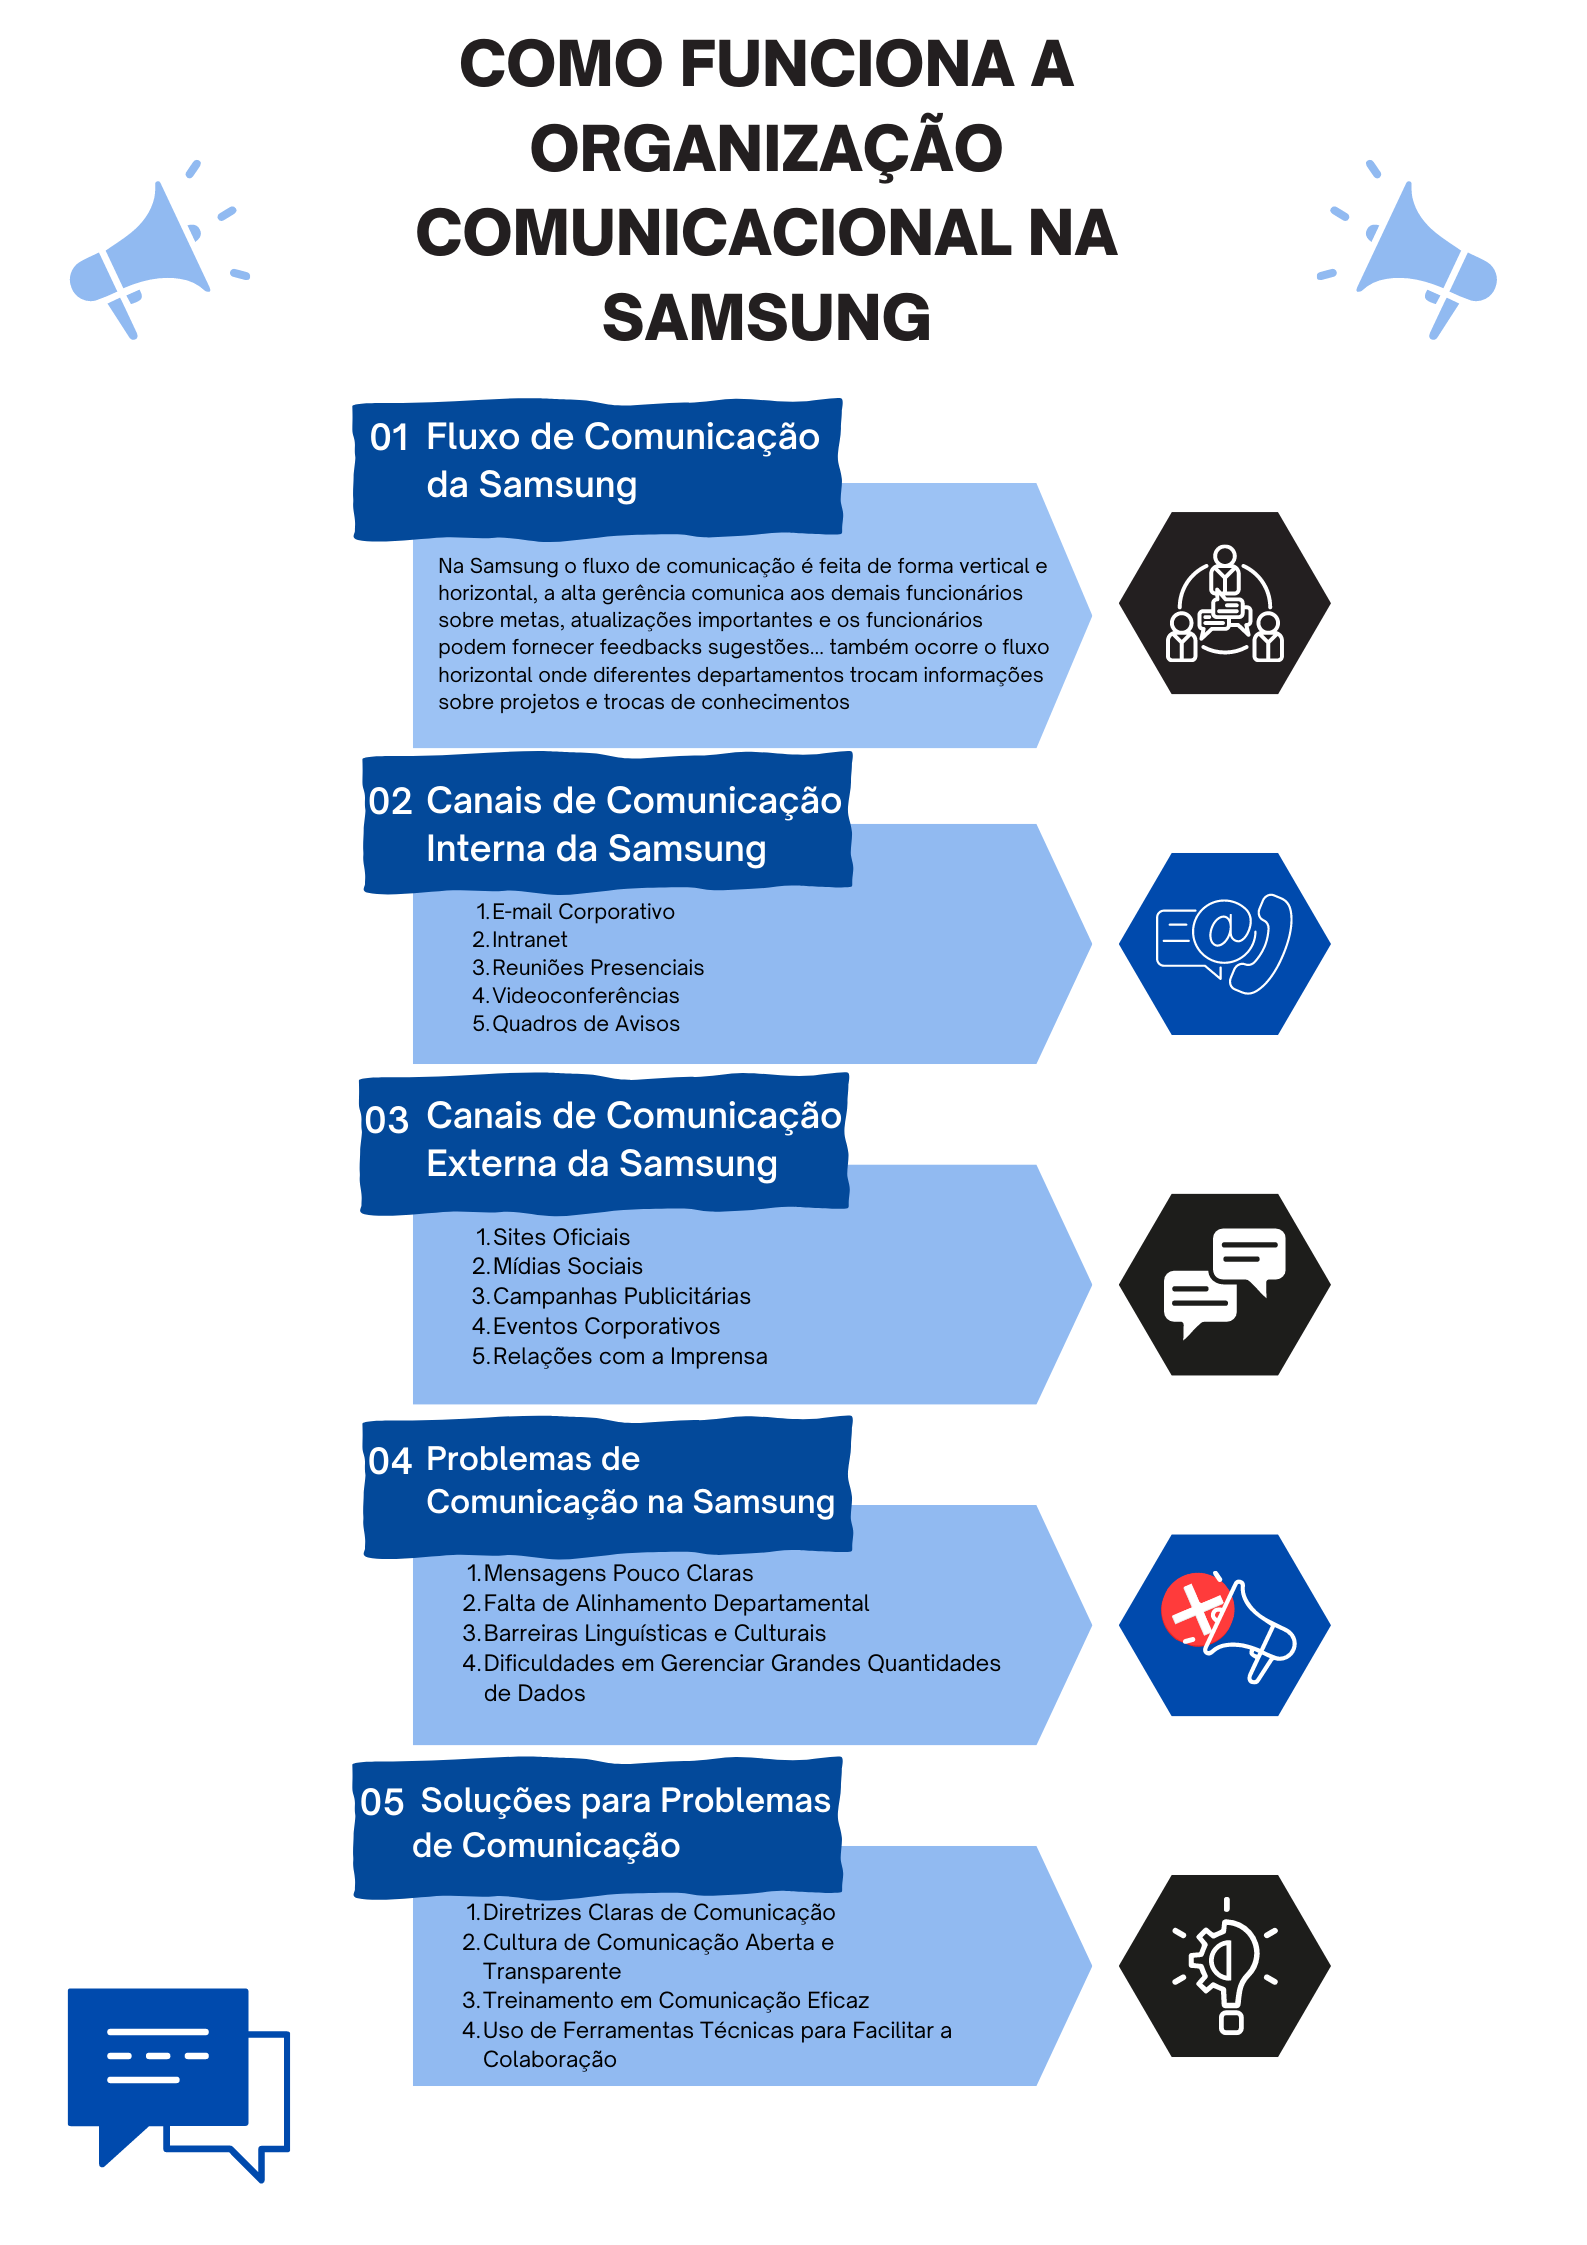 COMO FUNCIONA A
ORGANIZAÇÃO
COMUNICACIONAL NA
SAMSUNG
01 Fluxo de Comunicação
da Samsung
Na Samsung o fluxo de comunicação é feita de forma vertical e
horizontal, a alta gerência comunica aos demais funcionários
sobre metas, atualizações importantes e os funcionários
podem fornecer feedbacks sugestões... também ocorre o fluxo
horizontal onde diferentes departamentos trocam informações
sobre projetos e trocas de conhecimentos
02 Canais de Comunicação
Interna da Samsung
1. E-mail Corporativo
2. Intranet
3. Reuniões Presenciais
4. Videoconferências
5. Quadros de Avisos
03 Canais de Comunicação
Externa da Samsung
1. Sites Oficiais
2. Mídias Sociais
3. Campanhas Publicitárias
4. Eventos Corporativos
5. Relações com a Imprensa
04 Problemas de
Comunicação na Samsung
1. Mensagens Pouco Claras
2. Falta de Alinhamento Departamental
3. Barreiras Linguísticas e Culturais
4. Dificuldades em Gerenciar Grandes Quantidades
de Dados
05 Soluções para Problemas
de Comunicação
1. Diretrizes Claras de Comunicação
2. Cultura de Comunicação Aberta e
Transparente
3. Treinamento em Comunicação Eficaz
4. Uso de Ferramentas Técnicas para Facilitar a
Colaboração